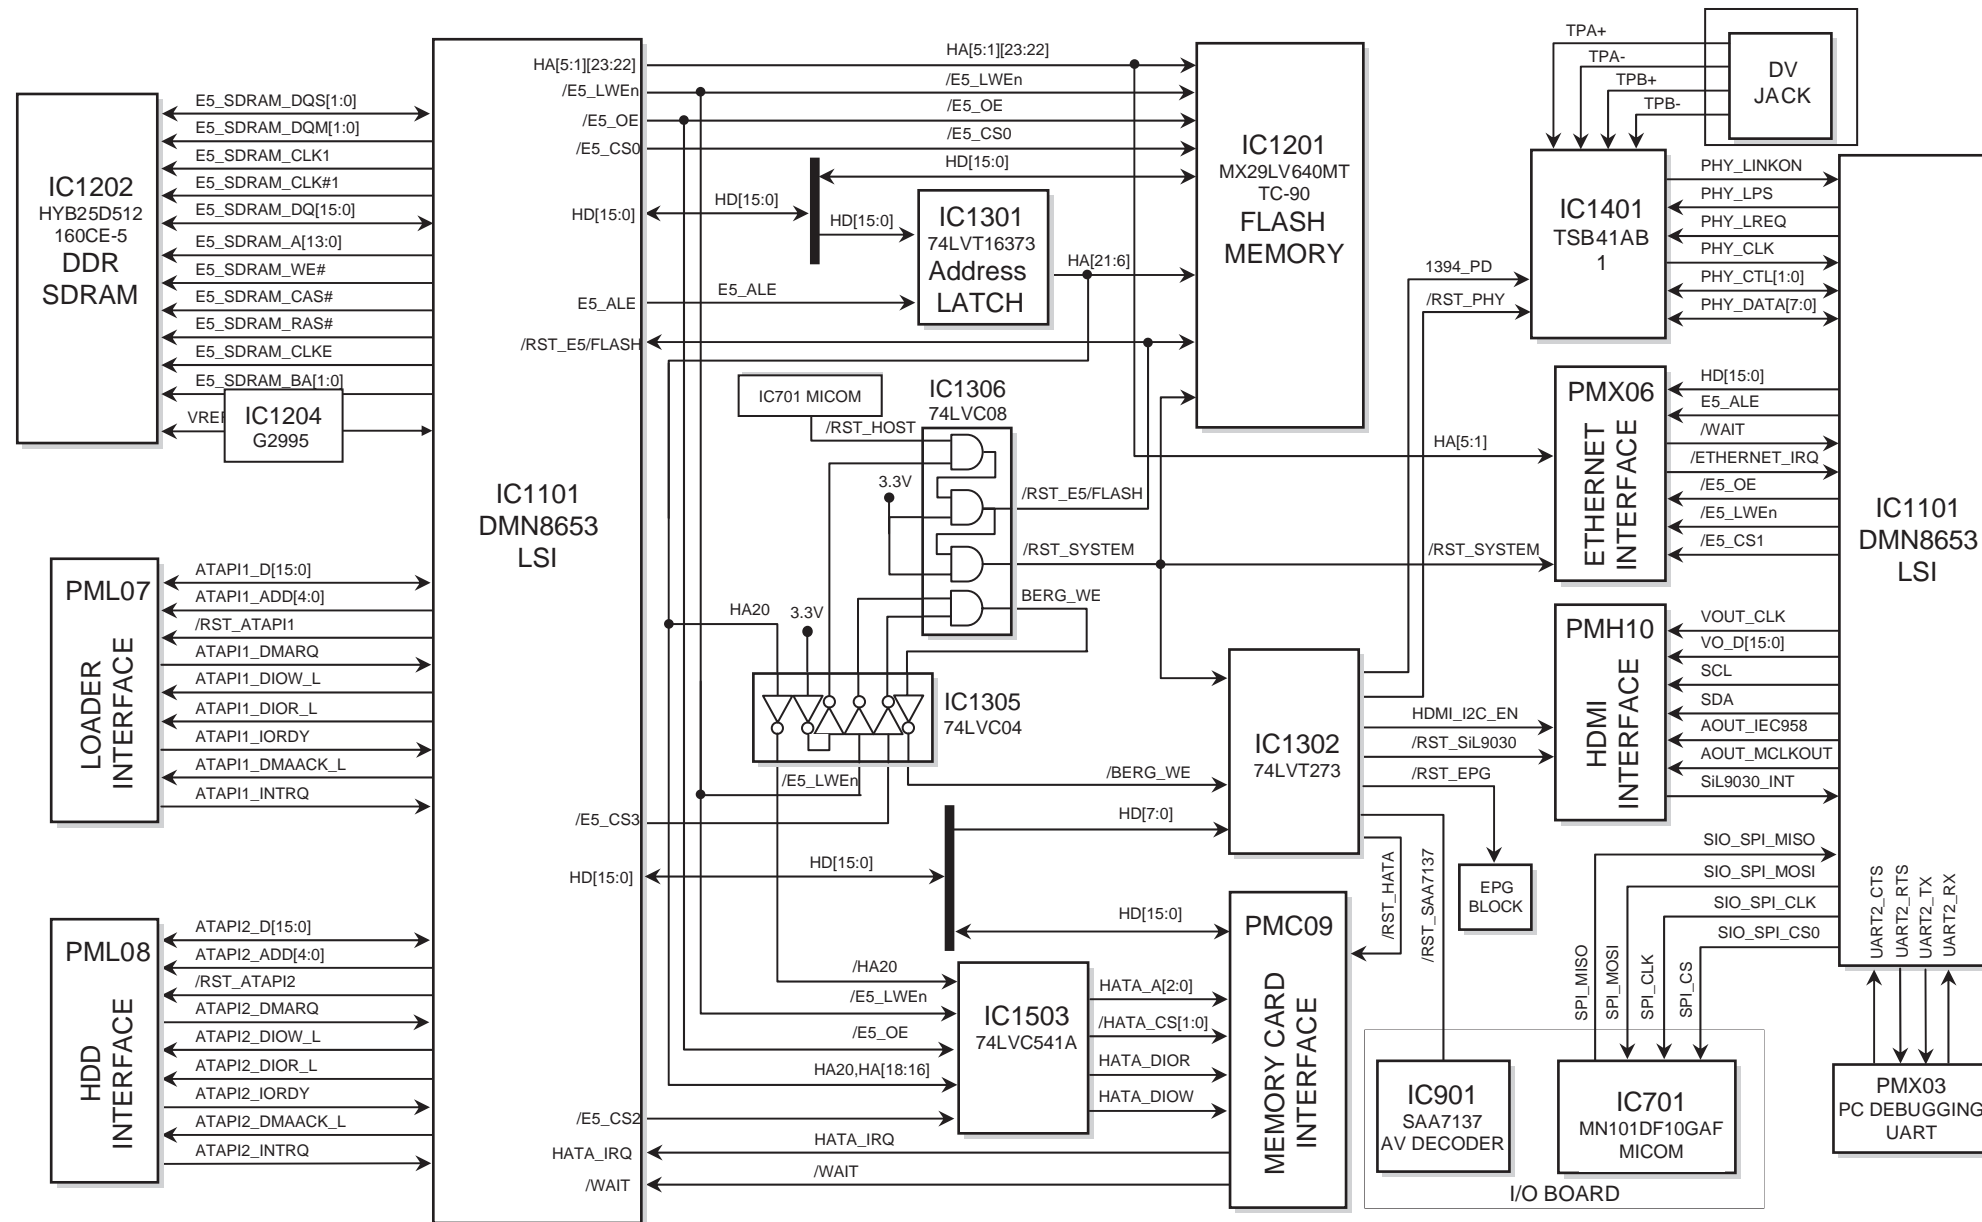 IC1202
HYB25D512
160CE-5
DDR
SDRAM
E5_SDRAM_DQS[1:0]
E5_SDRAM_DQM[1:0]
E5_SDRAM_CLK1
E5_SDRAM_CLK#1
E5_SDRAM_DQ[15:0]
E5_SDRAM_A[13:0]
E5_SDRAM_WE#
E5_SDRAM_CAS#
E5_SDRAM_RAS#
E5_SDRAM_CLKE
E5_SDRAM_BA[1:0]
VREF
IC1204
G2995
PML07
LOADER
INTERFACE
ATAPI1_D[15:0]
ATAPI1_ADD[4:0]
/RST_ATAPI1
ATAPI1_DMARQ
ATAPI1_DIOW_L
ATAPI1_DIOR_L
ATAPI1_IORDY
ATAPI1_DMAACK_L
ATAPI1_INTRQ
PML08
HDD
INTERFACE
ATAPI2_D[15:0]
ATAPI2_ADD[4:0]
/RST_ATAPI2
ATAPI2_DMARQ
ATAPI2_DIOW_L
ATAPI2_DIOR_L
ATAPI2_IORDY
ATAPI2_DMAACK_L
ATAPI2_INTRQ
IC1101
DMN8653
LSI
HA[5:1][23:22]
/E5_LWEn
/E5_OE
/E5_CS0
HD[15:0]
E5_ALE
/RST_E5/FLASH
/E5_CS3
HD[15:0]
/E5_CS2
HATA_IRQ
/WAIT
HA[5:1][23:22]
/E5_LWEn
/E5_OE
/E5_CS0
HD[15:0]
HD[15:0]
HD[15:0]
E5_ALE
IC1301
74LVT16373
Address
LATCH
HA[21:6]
IC1201
MX29LV640MT
TC-90
FLASH
MEMORY
IC701 MICOM
/RST_HOST
IC1306
74LVC08
3.3V
/RST_E5/FLASH
/RST_SYSTEM
BERG_WE
HA20
3.3V
IC1305
74LVC04
/E5_LWEn
/BERG_WE
HD[7:0]
HD[15:0]
HD[15:0]
/HA20
/E5_LWEn
/E5_OE
HA20,HA[18:16]
IC1503
74LVC541A
HATA_A[2:0]
/HATA_CS[1:0]
HATA_DIOR
HATA_DIOW
HATA_IRQ
/WAIT
IC1302
74LVT273
PMC09
MEMORY CARD
INTERFACE
/RST_HATA
/RST_SAA7137
1394_PD
/RST_PHY
HA[5:1]
/RST_SYSTEM
HDMI_I2C_EN
/RST_SiL9030
/RST_EPG
EPG
BLOCK
TPA+
TPA-
TPB+
TPB-
DV
JACK
IC1401
TSB41AB
1
PHY_LINKON
PHY_LPS
PHY_LREQ
PHY_CLK
PHY_CTL[1:0]
PHY_DATA[7:0]
PMX06
ETHERNET
INTERFACE
HD[15:0]
E5_ALE
/WAIT
/ETHERNET_IRQ
/E5_OE
/E5_LWEn
/E5_CS1
PMH10
HDMI
INTERFACE
VOUT_CLK
VO_D[15:0]
SCL
SDA
AOUT_IEC958
AOUT_MCLKOUT
SiL9030_INT
IC1101
DMN8653
LSI
SIO_SPI_MISO
SIO_SPI_MOSI
SIO_SPI_CLK
SIO_SPI_CS0
SPI_MISO
SPI_MOSI
SPI_CLK
SPI_CS
UART2_CTS
UART2_RTS
UART2_TX
UART2_RX
IC901
SAA7137
AV DECODER
IC701
MN101DF10GAF
MICOM
I/O BOARD
PMX03
PC DEBUGGING
UART